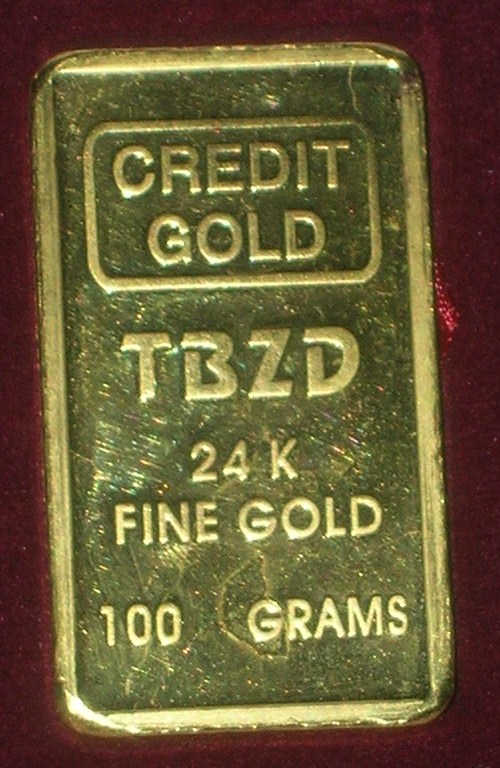 CREDIT
GOLD
TBZD
24 K
FINE GOLD
100 GRAMS